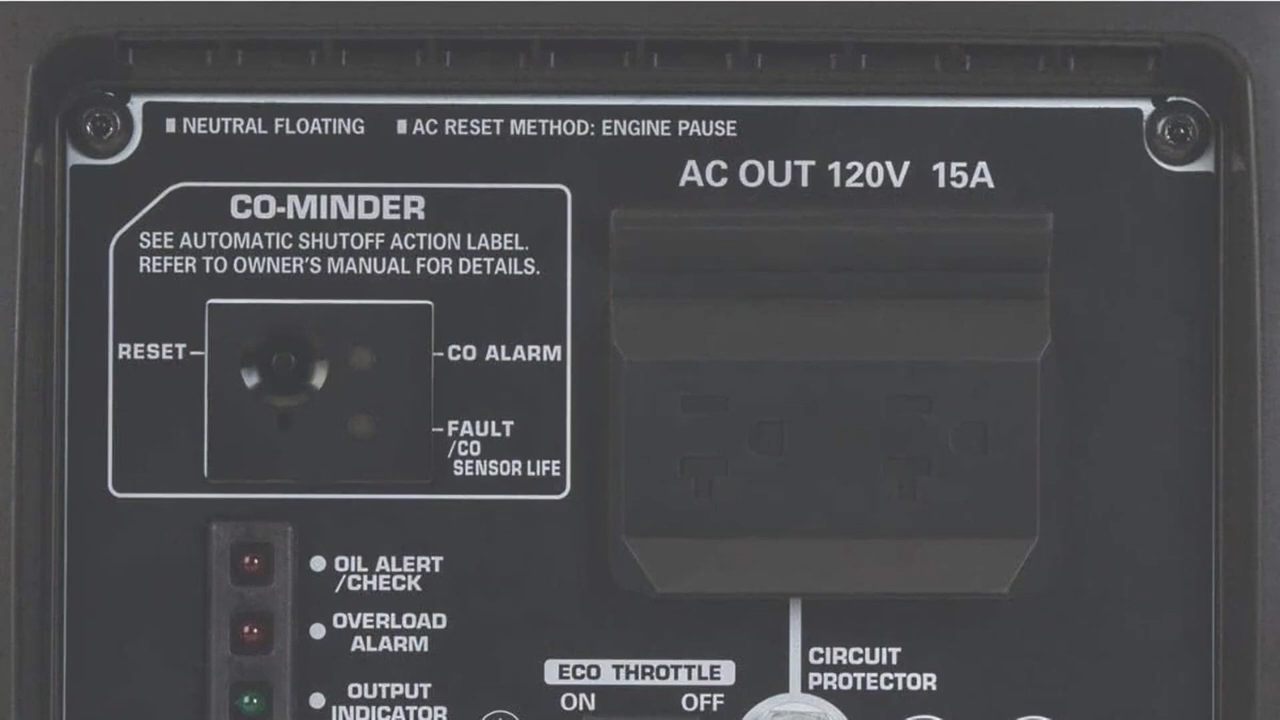 NEUTRAL FLOATING
AC RESET METHOD: ENGINE PAUSE
AC OUT 120V 15A
CO-MINDER
SEE AUTOMATIC SHUTOFF ACTION LABEL.
REFER TO OWNER'S MANUAL FOR DETAILS.
RESET
CO ALARM
FAULT
/CO
SENSOR LIFE
OIL ALERT
/CHECK
OVERLOAD
ALARM
OUTPUT
INDICATOR
ECO THROTTLE
ON OFF
CIRCUIT
PROTECTOR